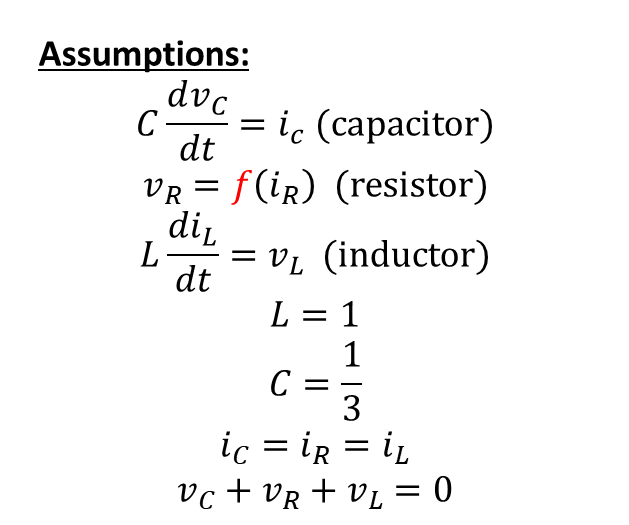 Assumptions:
C dv_C/dt = i_c (capacitor)
v_R = f(i_R) (resistor)
L di_L/dt = v_L (inductor)
L = 1
C = 1/3
i_C = i_R = i_L
v_C + v_R + v_L = 0